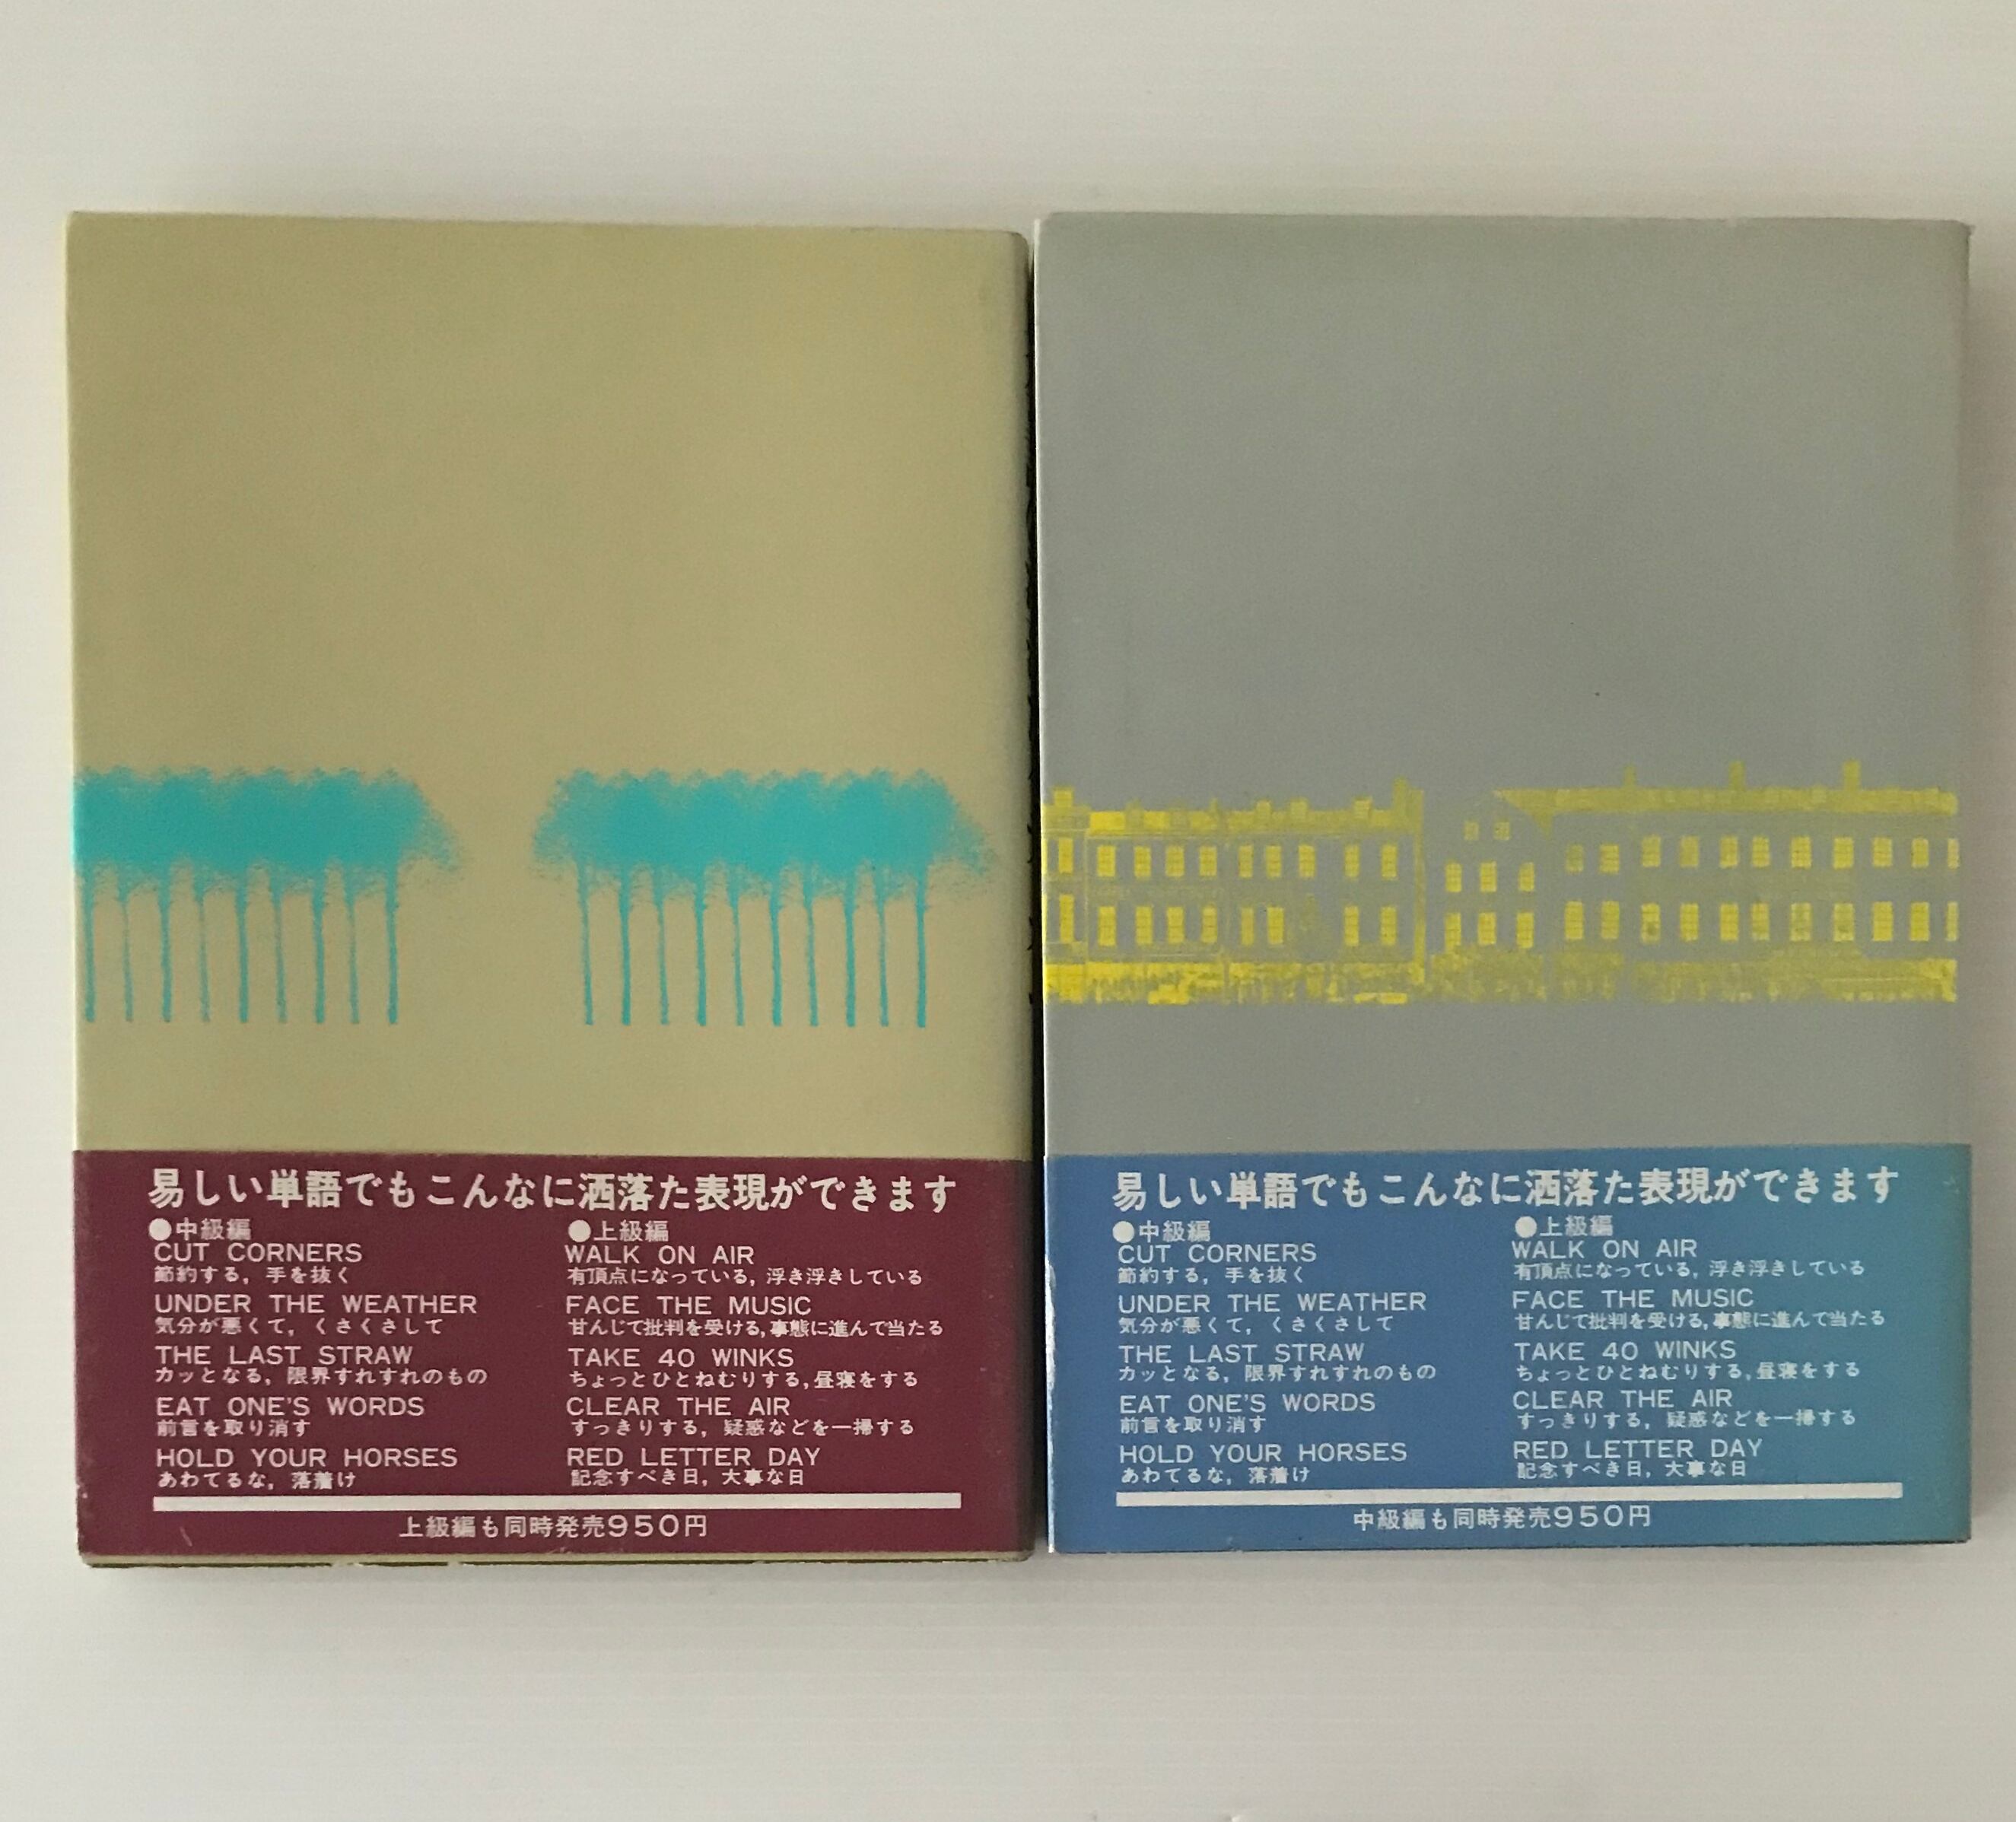 易しい単語でもこんなに洒落た表現ができます
●中級編
CUT CORNERS
節約する，手を抜く
UNDER THE WEATHER
気分が悪くて，くさくさして
THE LAST STRAW
カッとなる，限界すれすれのもの
EAT ONE'S WORDS
前言を取り消す
HOLD YOUR HORSES
あわてるな，落着け
●上級編
WALK ON AIR
有頂点になっている，浮き浮きしている
FACE THE MUSIC
甘んじて批判を受ける，事態に進んで当たる
TAKE 40 WINKS
ちょっとひとねむりする，昼寝をする
CLEAR THE AIR
すっきりする，疑惑などを一掃する
RED LETTER DAY
記念すべき日，大事な日
上級編も同時発売950円
易しい単語でもこんなに洒落た表現ができます
●中級編
CUT CORNERS
節約する，手を抜く
UNDER THE WEATHER
気分が悪くて，くさくさして
THE LAST STRAW
カッとなる，限界すれすれのもの
EAT ONE'S WORDS
前言を取り消す
HOLD YOUR HORSES
あわてるな，落着け
●上級編
WALK ON AIR
有頂点になっている，浮き浮きしている
FACE THE MUSIC
甘んじて批判を受ける，事態に進んで当たる
TAKE 40 WINKS
ちょっとひとねむりする，昼寝をする
CLEAR THE AIR
すっきりする，疑惑などを一掃する
RED LETTER DAY
記念すべき日，大事な日
中級編も同時発売950円